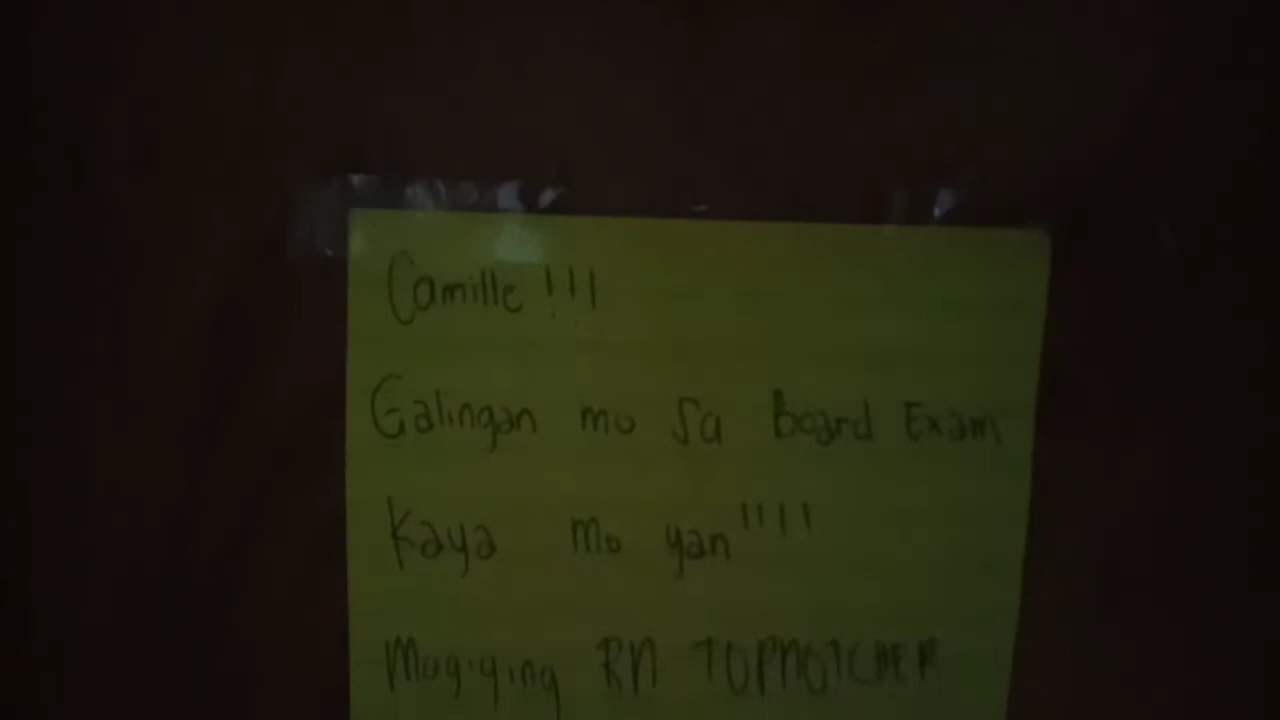 Camille !!!
Galingan mo sa Board Exam
Kaya mo yan !!!!
Magiging RN TOPNOTCHER